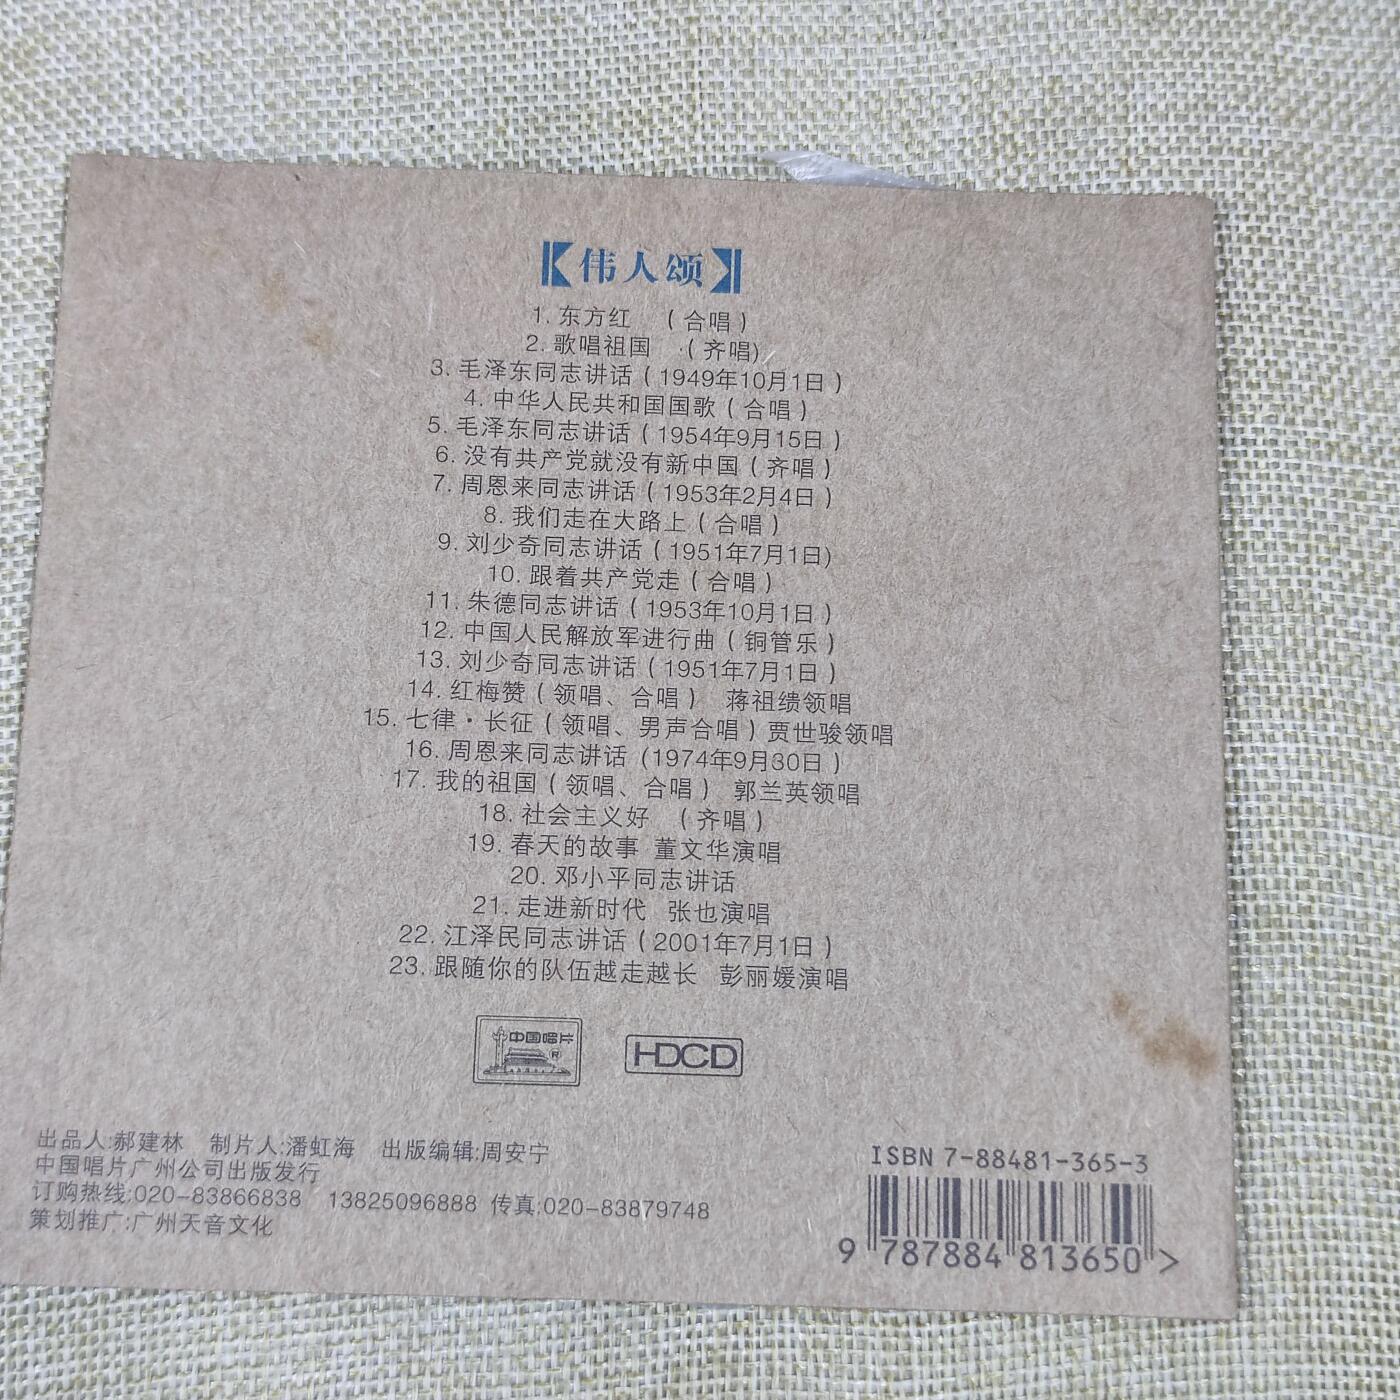 【伟人颂】
1. 东方红 （合唱）
2. 歌唱祖国 （齐唱）
3. 毛泽东同志讲话（1949年10月1日）
4. 中华人民共和国国歌（合唱）
5. 毛泽东同志讲话（1954年9月15日）
6. 没有共产党就没有新中国（齐唱）
7. 周恩来同志讲话（1953年2月4日）
8. 我们走在大路上（合唱）
9. 刘少奇同志讲话（1951年7月1日）
10. 跟着共产党走（合唱）
11. 朱德同志讲话（1953年10月1日）
12. 中国人民解放军进行曲（铜管乐）
13. 刘少奇同志讲话（1951年7月1日）
14. 红梅赞（领唱、合唱） 蒋祖缋领唱
15. 七律·长征（领唱、男声合唱）贾世骏领唱
16. 周恩来同志讲话（1974年9月30日）
17. 我的祖国（领唱、合唱） 郭兰英领唱
18. 社会主义好 （齐唱）
19. 春天的故事 董文华演唱
20. 邓小平同志讲话
21. 走进新时代 张也演唱
22. 江泽民同志讲话（2001年7月1日）
23. 跟随你的队伍越走越长 彭丽媛演唱
中国唱片 ®
HDCD
出品人:郝建林 制片人:潘虹海 出版编辑:周安宁
中国唱片广州公司出版发行
订购热线:020-83866838 13825096888 传真:020-83879748
策划推广:广州天音文化
ISBN 7-88481-365-3
9 787884 813650 >